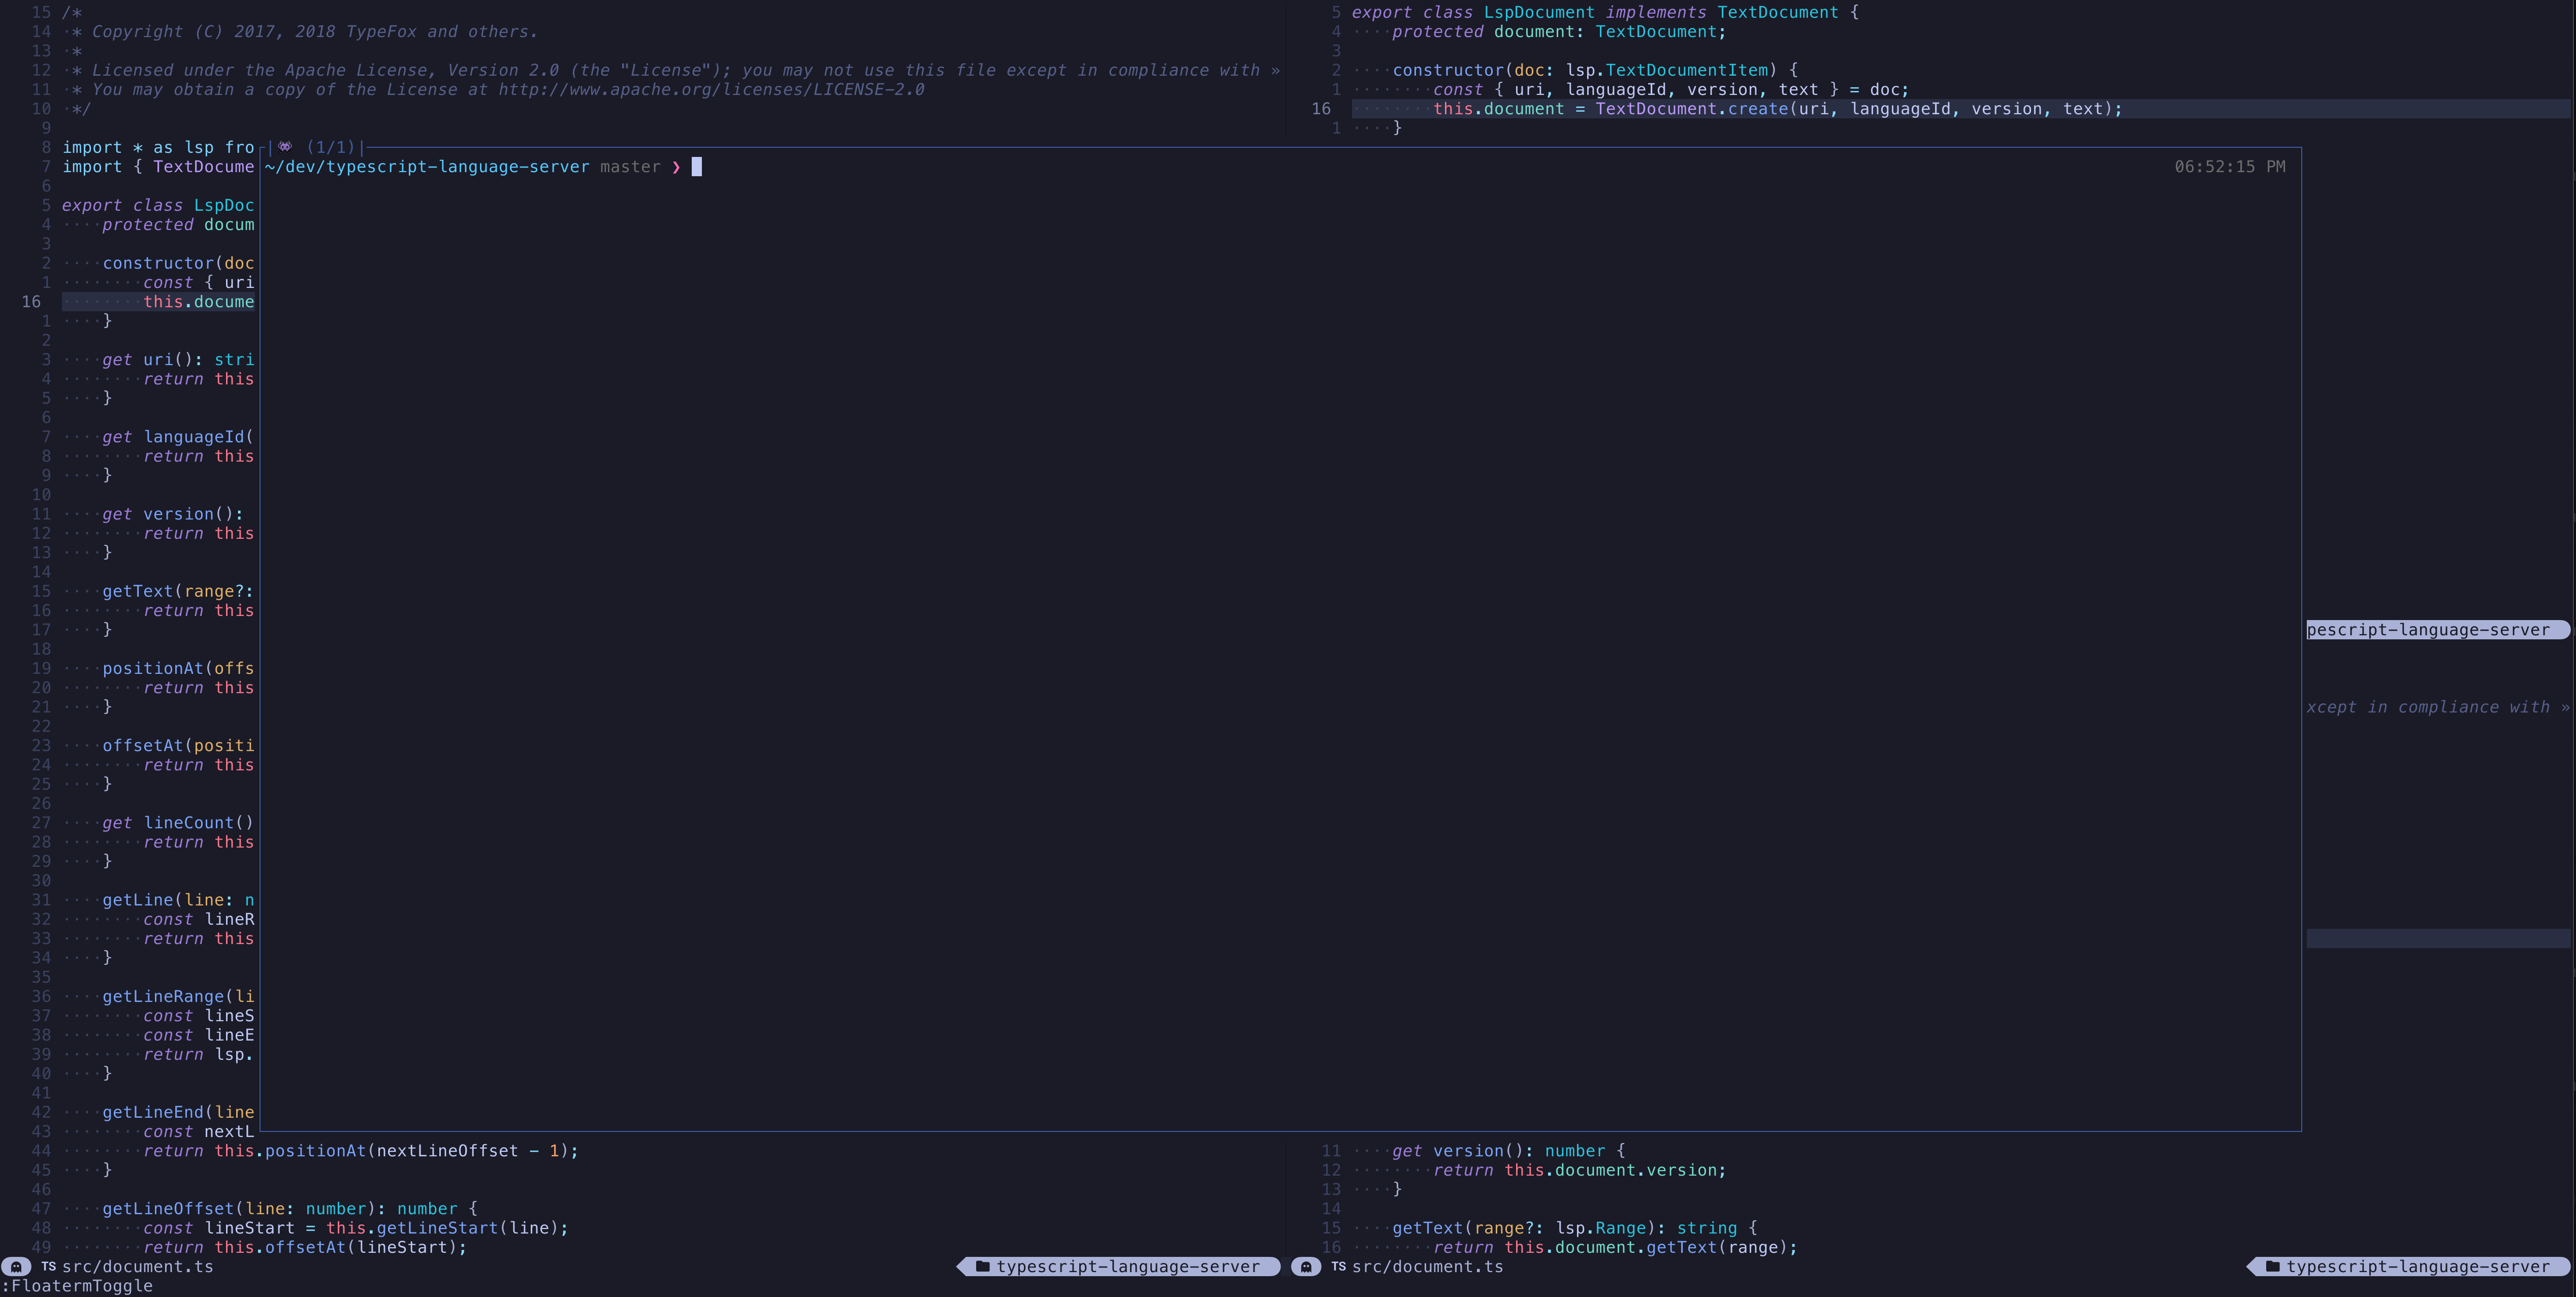 15 /*
14 ·* Copyright (C) 2017, 2018 TypeFox and others.
13 ·*
12 ·* Licensed under the Apache License, Version 2.0 (the "License"); you may not use this file except in compliance with »
11 ·* You may obtain a copy of the License at http://www.apache.org/licenses/LICENSE-2.0
10 ·*/
9
8 import * as lsp fro
7 import { TextDocume
6
5 export class LspDoc
4 ····protected docum
3
2 ····constructor(doc
1 ········const { uri
16 ········this.docume
1 ····}
2
3 ····get uri(): stri
4 ········return this
5 ····}
6
7 ····get languageId(
8 ········return this
9 ····}
10
11 ····get version():
12 ········return this
13 ····}
14
15 ····getText(range?:
16 ········return this
17 ····}
18
19 ····positionAt(offs
20 ········return this
21 ····}
22
23 ····offsetAt(positi
24 ········return this
25 ····}
26
27 ····get lineCount()
28 ········return this
29 ····}
30
31 ····getLine(line: n
32 ········const lineR
33 ········return this
34 ····}
35
36 ····getLineRange(li
37 ········const lineS
38 ········const lineE
39 ········return lsp.
40 ····}
41
42 ····getLineEnd(line
43 ········const nextL
44 ········return this.positionAt(nextLineOffset - 1);
45 ····}
46
47 ····getLineOffset(line: number): number {
48 ········const lineStart = this.getLineStart(line);
49 ········return this.offsetAt(lineStart);
TS src/document.ts typescript-language-server
:FloatermToggle
5 export class LspDocument implements TextDocument {
4 ····protected document: TextDocument;
3
2 ····constructor(doc: lsp.TextDocumentItem) {
1 ········const { uri, languageId, version, text } = doc;
16 ········this.document = TextDocument.create(uri, languageId, version, text);
1 ····}
| (1/1)|
~/dev/typescript-language-server master ❯ 06:52:15 PM
pescript-language-server
xcept in compliance with »
11 ····get version(): number {
12 ········return this.document.version;
13 ····}
14
15 ····getText(range?: lsp.Range): string {
16 ········return this.document.getText(range);
TS src/document.ts typescript-language-server